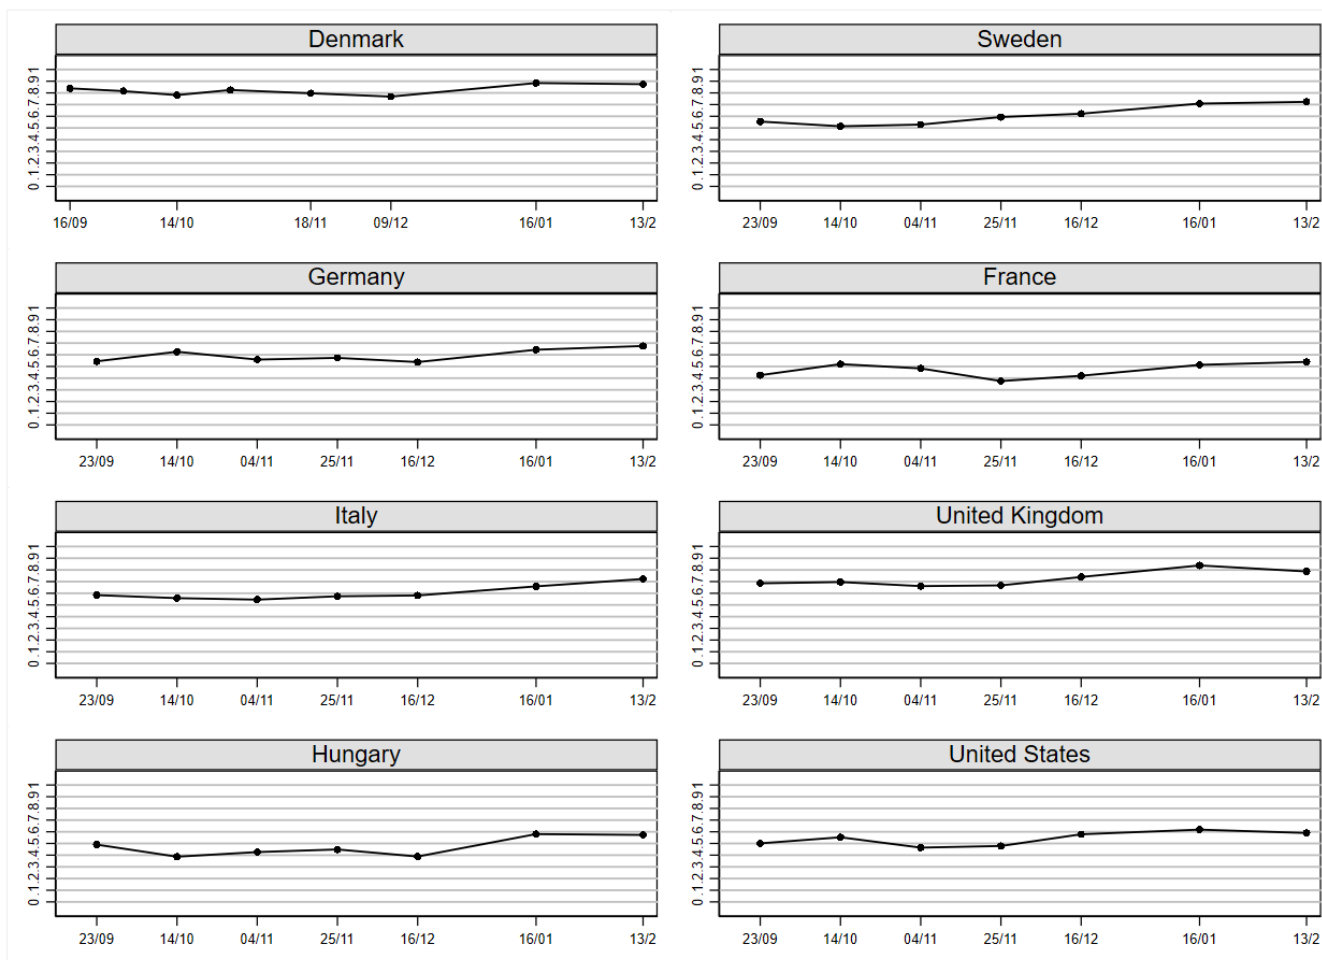 Denmark
0 .1 .2 .3 .4 .5 .6 .7 .8 .9 1
16/09 14/10 18/11 09/12 16/01 13/2
Sweden
0 .1 .2 .3 .4 .5 .6 .7 .8 .9 1
23/09 14/10 04/11 25/11 16/12 16/01 13/2
Germany
0 .1 .2 .3 .4 .5 .6 .7 .8 .9 1
23/09 14/10 04/11 25/11 16/12 16/01 13/2
France
0 .1 .2 .3 .4 .5 .6 .7 .8 .9 1
23/09 14/10 04/11 25/11 16/12 16/01 13/2
Italy
0 .1 .2 .3 .4 .5 .6 .7 .8 .9 1
23/09 14/10 04/11 25/11 16/12 16/01 13/2
United Kingdom
0 .1 .2 .3 .4 .5 .6 .7 .8 .9 1
23/09 14/10 04/11 25/11 16/12 16/01 13/2
Hungary
0 .1 .2 .3 .4 .5 .6 .7 .8 .9 1
23/09 14/10 04/11 25/11 16/12 16/01 13/2
United States
0 .1 .2 .3 .4 .5 .6 .7 .8 .9 1
23/09 14/10 04/11 25/11 16/12 16/01 13/2